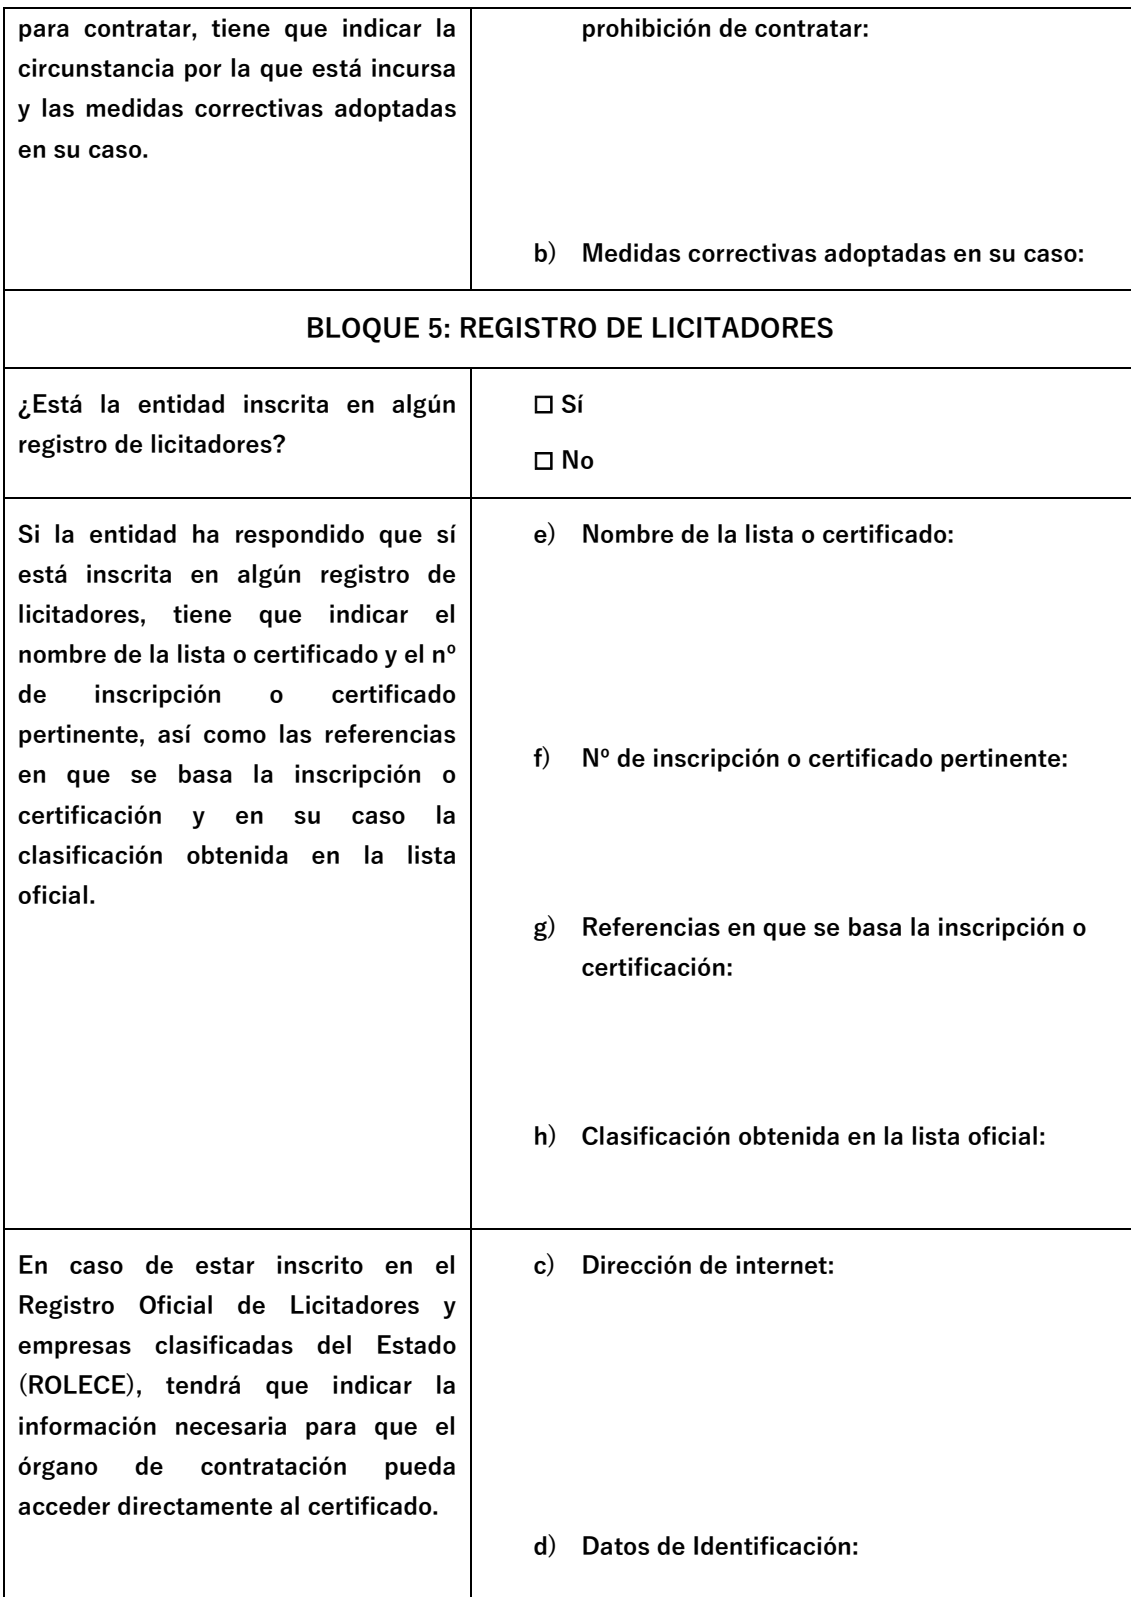 para contratar, tiene que indicar la
circunstancia por la que está incursa
y las medidas correctivas adoptadas
en su caso.
prohibición de contratar:
b) Medidas correctivas adoptadas en su caso:
BLOQUE 5: REGISTRO DE LICITADORES
¿Está la entidad inscrita en algún
registro de licitadores?
☐ Sí
☐ No
Si la entidad ha respondido que sí
está inscrita en algún registro de
licitadores, tiene que indicar el
nombre de la lista o certificado y el nº
de inscripción o certificado
pertinente, así como las referencias
en que se basa la inscripción o
certificación y en su caso la
clasificación obtenida en la lista
oficial.
e) Nombre de la lista o certificado:
f) Nº de inscripción o certificado pertinente:
g) Referencias en que se basa la inscripción o
certificación:
h) Clasificación obtenida en la lista oficial:
En caso de estar inscrito en el
Registro Oficial de Licitadores y
empresas clasificadas del Estado
(ROLECE), tendrá que indicar la
información necesaria para que el
órgano de contratación pueda
acceder directamente al certificado.
c) Dirección de internet:
d) Datos de Identificación: